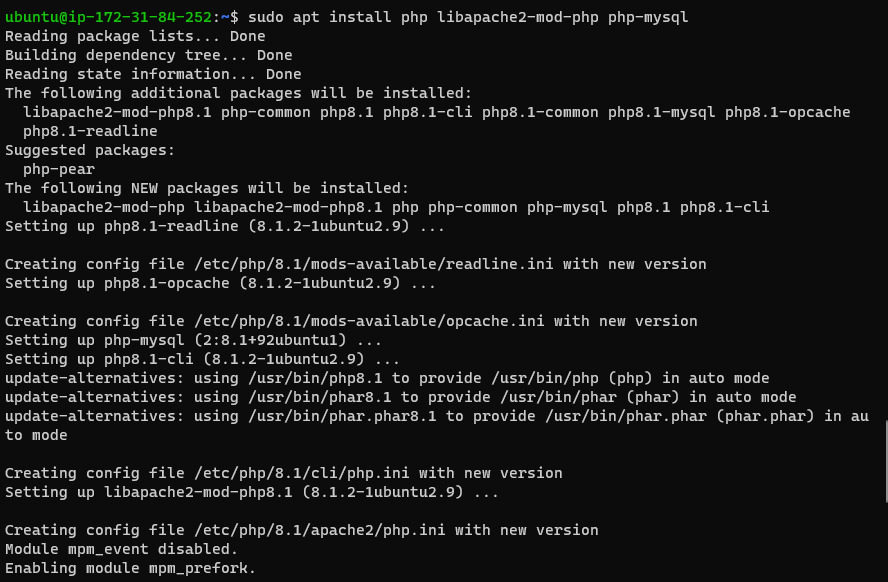 ubuntu@ip-172-31-84-252:~$ sudo apt install php libapache2-mod-php php-mysql
Reading package lists... Done
Building dependency tree... Done
Reading state information... Done
The following additional packages will be installed:
  libapache2-mod-php8.1 php-common php8.1 php8.1-cli php8.1-common php8.1-mysql php8.1-opcache
  php8.1-readline
Suggested packages:
  php-pear
The following NEW packages will be installed:
  libapache2-mod-php libapache2-mod-php8.1 php php-common php-mysql php8.1 php8.1-cli
Setting up php8.1-readline (8.1.2-1ubuntu2.9) ...

Creating config file /etc/php/8.1/mods-available/readline.ini with new version
Setting up php8.1-opcache (8.1.2-1ubuntu2.9) ...

Creating config file /etc/php/8.1/mods-available/opcache.ini with new version
Setting up php-mysql (2:8.1+92ubuntu1) ...
Setting up php8.1-cli (8.1.2-1ubuntu2.9) ...
update-alternatives: using /usr/bin/php8.1 to provide /usr/bin/php (php) in auto mode
update-alternatives: using /usr/bin/phar8.1 to provide /usr/bin/phar (phar) in auto mode
update-alternatives: using /usr/bin/phar.phar8.1 to provide /usr/bin/phar.phar (phar.phar) in au
to mode

Creating config file /etc/php/8.1/cli/php.ini with new version
Setting up libapache2-mod-php8.1 (8.1.2-1ubuntu2.9) ...

Creating config file /etc/php/8.1/apache2/php.ini with new version
Module mpm_event disabled.
Enabling module mpm_prefork.